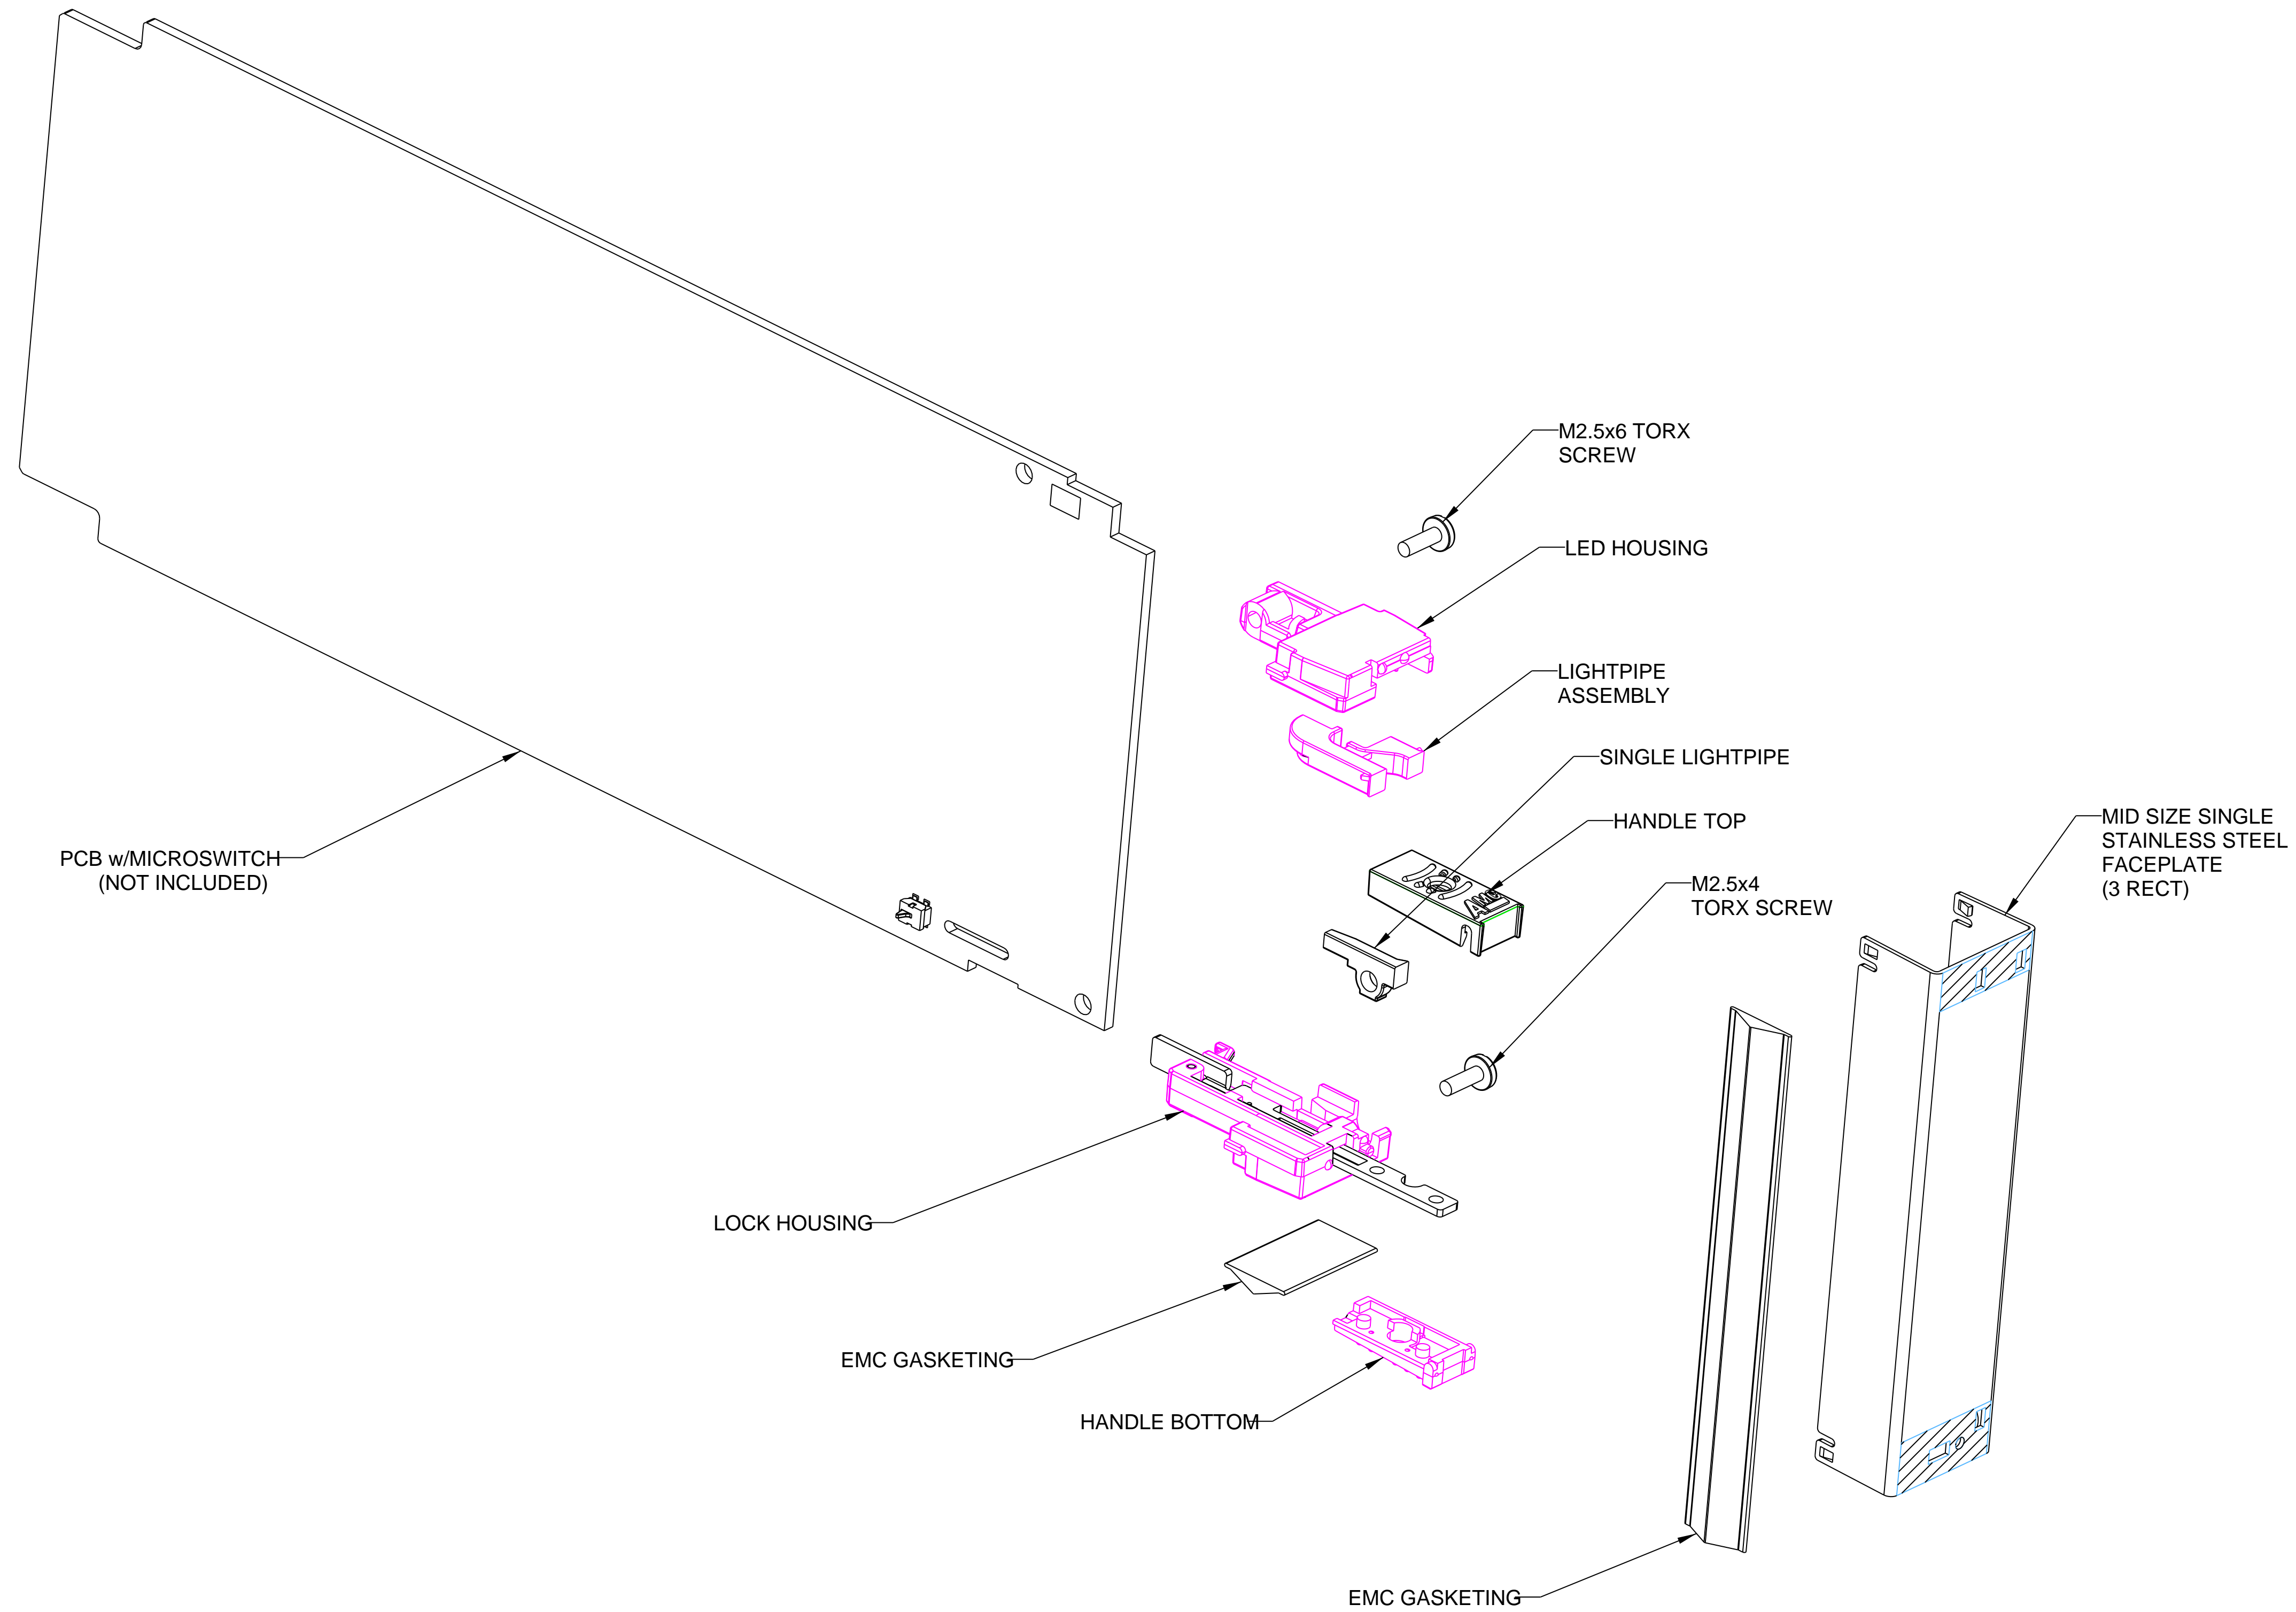 M2.5x6 TORX
SCREW
LED HOUSING
LIGHTPIPE
ASSEMBLY
SINGLE LIGHTPIPE
HANDLE TOP
MID SIZE SINGLE
STAINLESS STEEL
FACEPLATE
(3 RECT)
PCB w/MICROSWITCH
(NOT INCLUDED)
M2.5x4
TORX SCREW
AMC
LOCK HOUSING
EMC GASKETING
HANDLE BOTTOM
EMC GASKETING